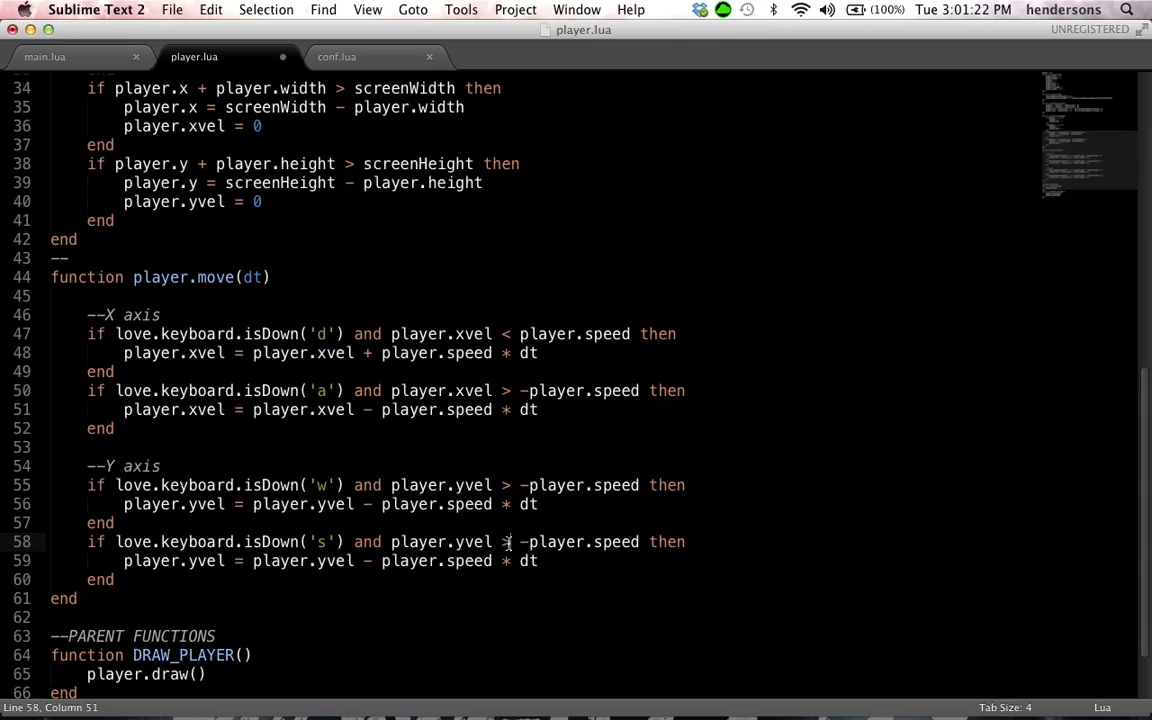 Sublime Text 2 File Edit Selection Find View Goto Tools Project Window Help (100%) Tue 3:01:22 PM hendersons
player.lua UNREGISTERED
main.lua × player.lua conf.lua ×
34 if player.x + player.width > screenWidth then
35 player.x = screenWidth - player.width
36 player.xvel = 0
37 end
38 if player.y + player.height > screenHeight then
39 player.y = screenHeight - player.height
40 player.yvel = 0
41 end
42 end
43 --
44 function player.move(dt)
45
46 --X axis
47 if love.keyboard.isDown('d') and player.xvel < player.speed then
48 player.xvel = player.xvel + player.speed * dt
49 end
50 if love.keyboard.isDown('a') and player.xvel > -player.speed then
51 player.xvel = player.xvel - player.speed * dt
52 end
53
54 --Y axis
55 if love.keyboard.isDown('w') and player.yvel > -player.speed then
56 player.yvel = player.yvel - player.speed * dt
57 end
58 if love.keyboard.isDown('s') and player.yvel > -player.speed then
59 player.yvel = player.yvel - player.speed * dt
60 end
61 end
62
63 --PARENT FUNCTIONS
64 function DRAW_PLAYER()
65 player.draw()
66 end
Line 58, Column 51 Tab Size: 4 Lua